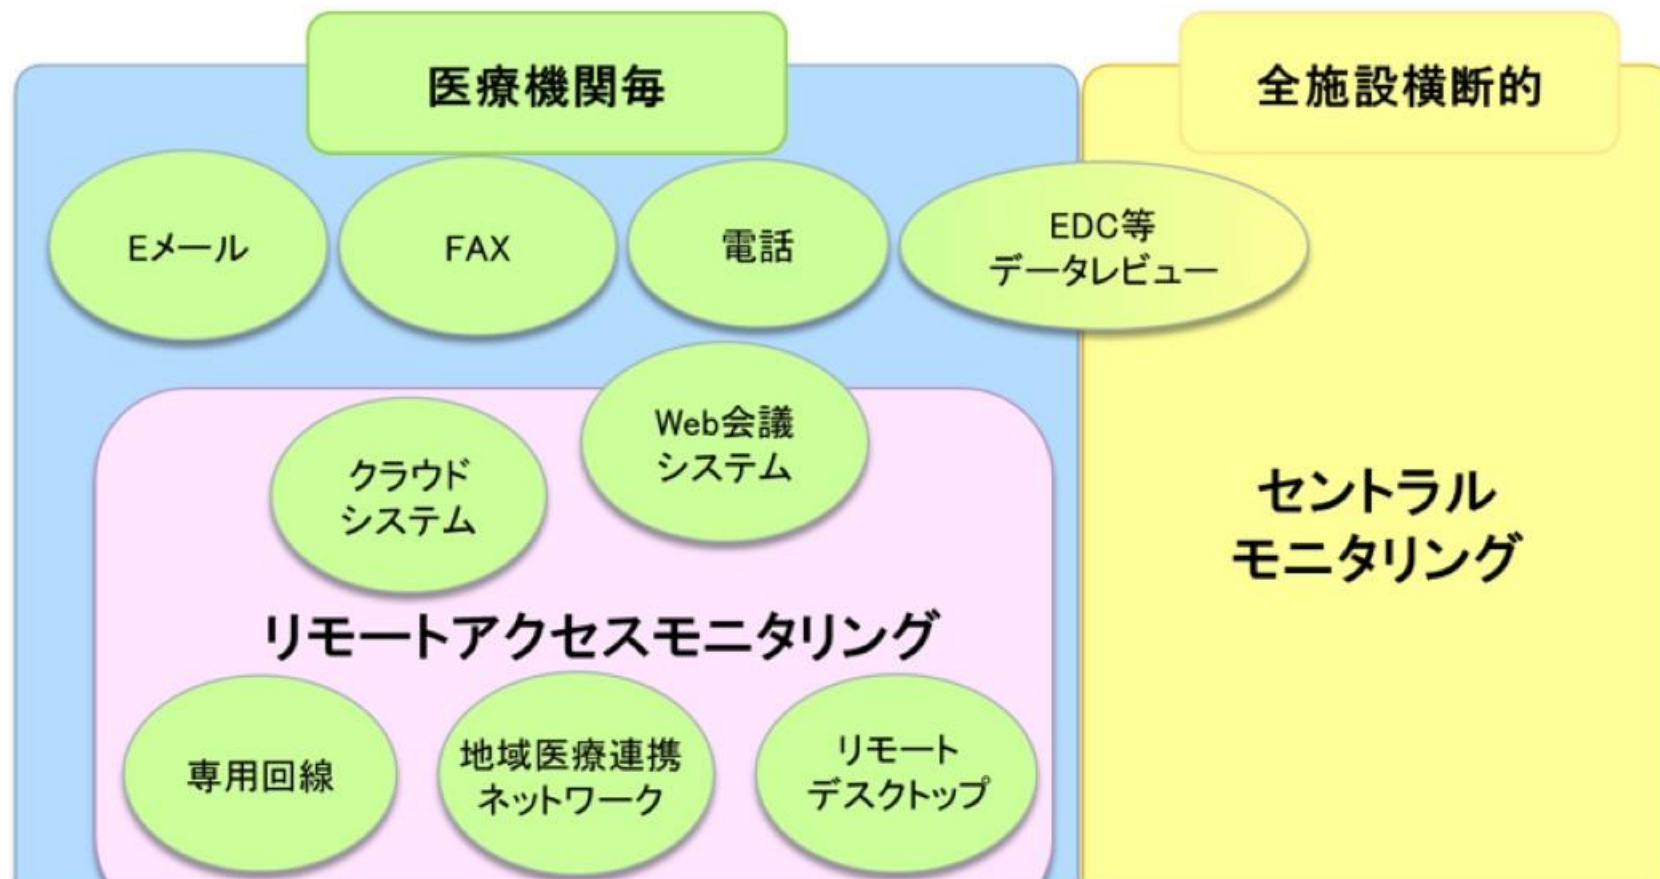 医療機関毎
全施設横断的
Eメール
FAX
電話
EDC等
データレビュー
Web会議
システム
クラウド
システム
セントラル
モニタリング
リモートアクセスモニタリング
専用回線
地域医療連携
ネットワーク
リモート
デスクトップ